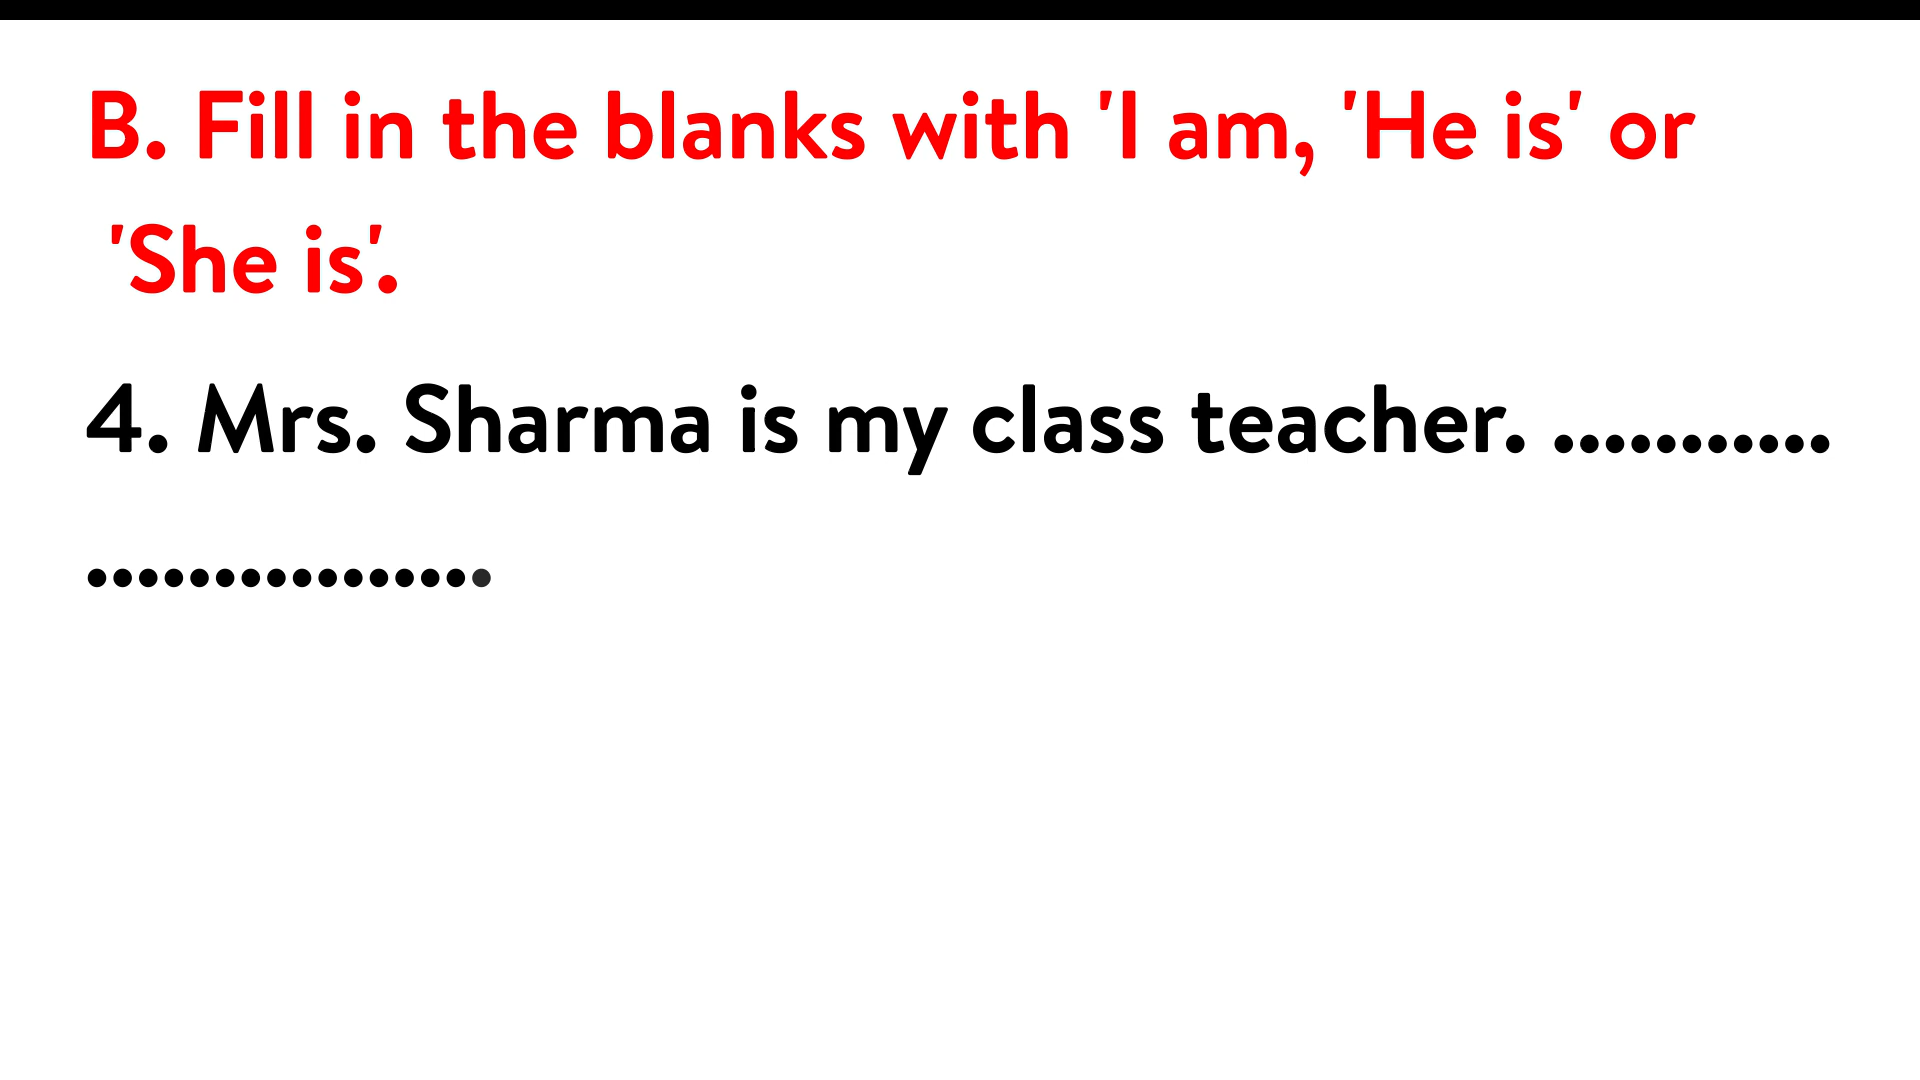 B. Fill in the blanks with 'I am, 'He is' or
'She is'.
4. Mrs. Sharma is my class teacher. ...........
................